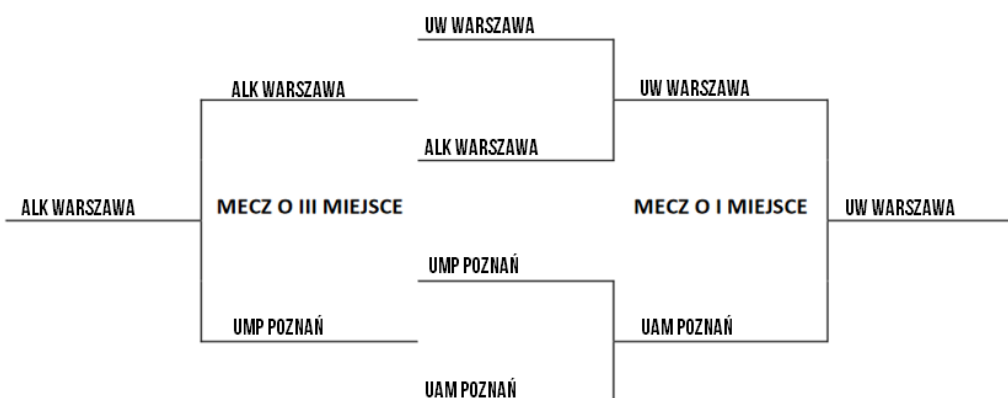 UW WARSZAWA
ALK WARSZAWA
UW WARSZAWA
ALK WARSZAWA
ALK WARSZAWA
MECZ O III MIEJSCE
MECZ O I MIEJSCE
UW WARSZAWA
UMP POZNAŃ
UMP POZNAŃ
UAM POZNAŃ
UAM POZNAŃ